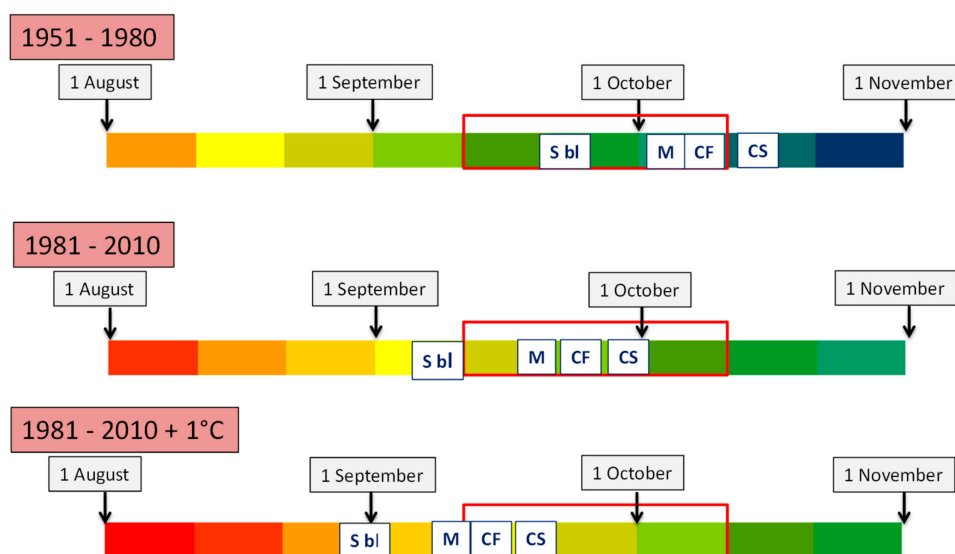 1951 - 1980
1 August
1 September
1 October
1 November
S bl
M
CF
CS
1981 - 2010
1 August
1 September
1 October
1 November
S bl
M
CF
CS
1981 - 2010 + 1°C
1 August
1 September
1 October
1 November
S bl
M
CF
CS